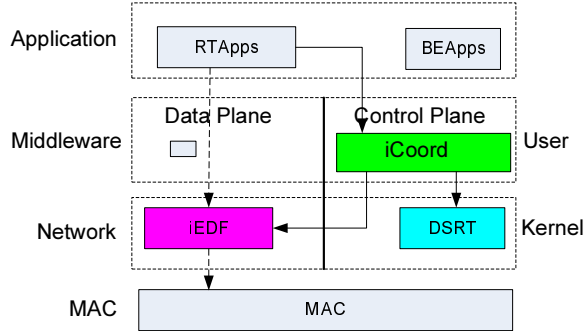 Application
RTApps
BEApps
Data Plane
Control Plane
Middleware
iCoord
User
Network
iEDF
DSRT
Kernel
MAC
MAC